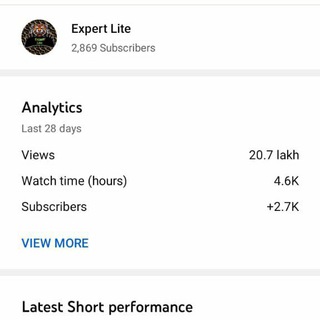 Expert Lite
2,869 Subscribers
Analytics
Last 28 days
Views 20.7 lakh
Watch time (hours) 4.6K
Subscribers +2.7K
VIEW MORE
Latest Short performance